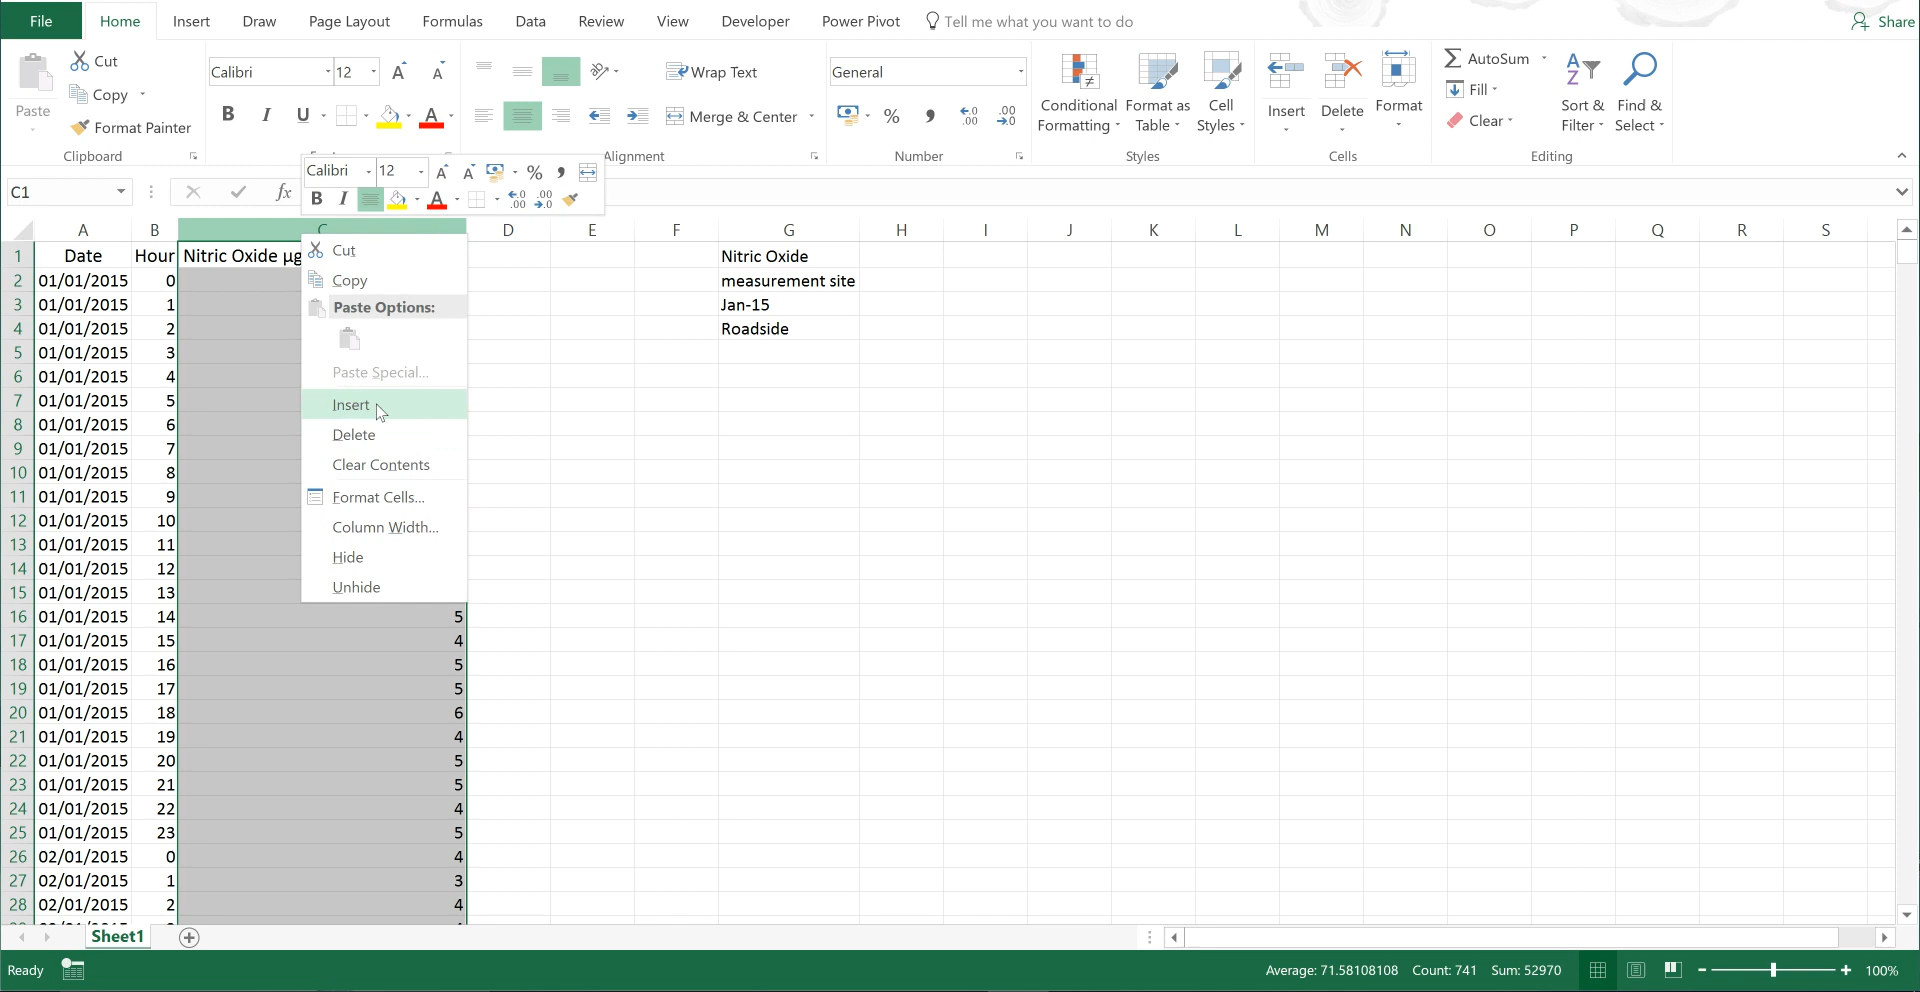 File Home Insert Draw Page Layout Formulas Data Review View Developer Power Pivot Tell me what you want to do Share
Paste
Cut
Copy
Format Painter
Clipboard
Calibri 12
B I U
Wrap Text
Merge & Center
Alignment
General
%
Number
Conditional Formatting
Format as Table
Cell Styles
Styles
Insert
Delete
Format
Cells
AutoSum
Fill
Clear
Sort & Filter
Find & Select
Editing
Calibri 12 %
B I
C1 fx
A B C D E F G H I J K L M N O P Q R S
1 Date Hour Nitric Oxide µg Nitric Oxide
2 01/01/2015 0 measurement site
3 01/01/2015 1 Jan-15
4 01/01/2015 2 Roadside
5 01/01/2015 3
6 01/01/2015 4
7 01/01/2015 5
8 01/01/2015 6
9 01/01/2015 7
10 01/01/2015 8
11 01/01/2015 9
12 01/01/2015 10
13 01/01/2015 11
14 01/01/2015 12
15 01/01/2015 13
16 01/01/2015 14 5
17 01/01/2015 15 4
18 01/01/2015 16 5
19 01/01/2015 17 5
20 01/01/2015 18 6
21 01/01/2015 19 4
22 01/01/2015 20 5
23 01/01/2015 21 5
24 01/01/2015 22 4
25 01/01/2015 23 5
26 02/01/2015 0 4
27 02/01/2015 1 3
28 02/01/2015 2 4
Cut
Copy
Paste Options:
Paste Special...
Insert
Delete
Clear Contents
Format Cells...
Column Width...
Hide
Unhide
Sheet1
Ready Average: 71.58108108 Count: 741 Sum: 52970 100%